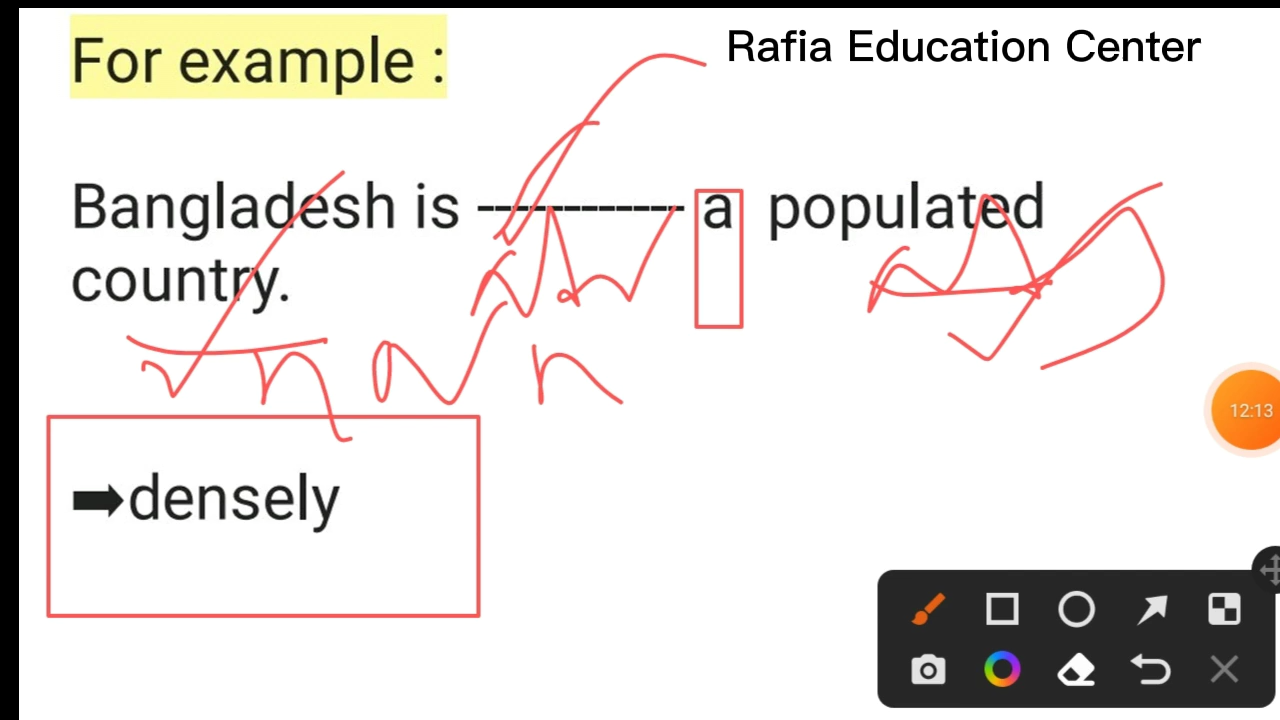 For example :
Rafia Education Center
Bangladesh is ------------ a populated
country.
➡densely
12:13